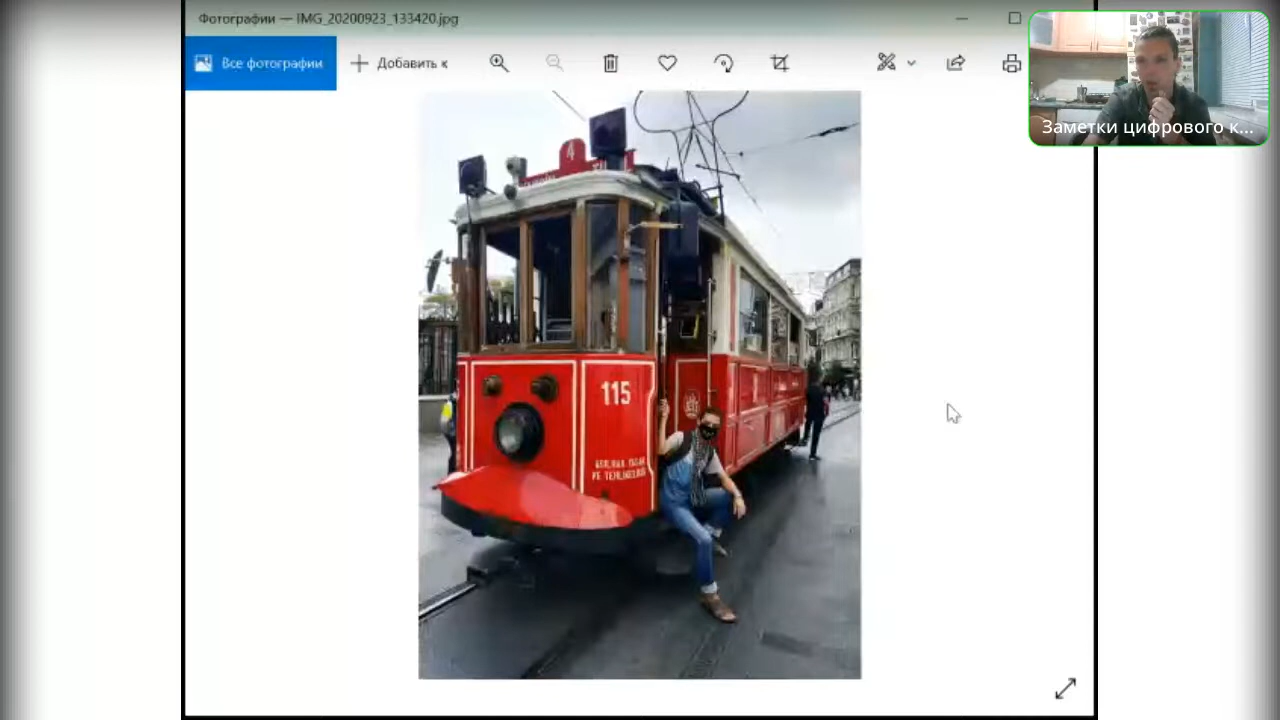 Фотографии — IMG_20200923_133420.jpg
Все фотографии
Добавить к
Заметки цифрового к...
4
115